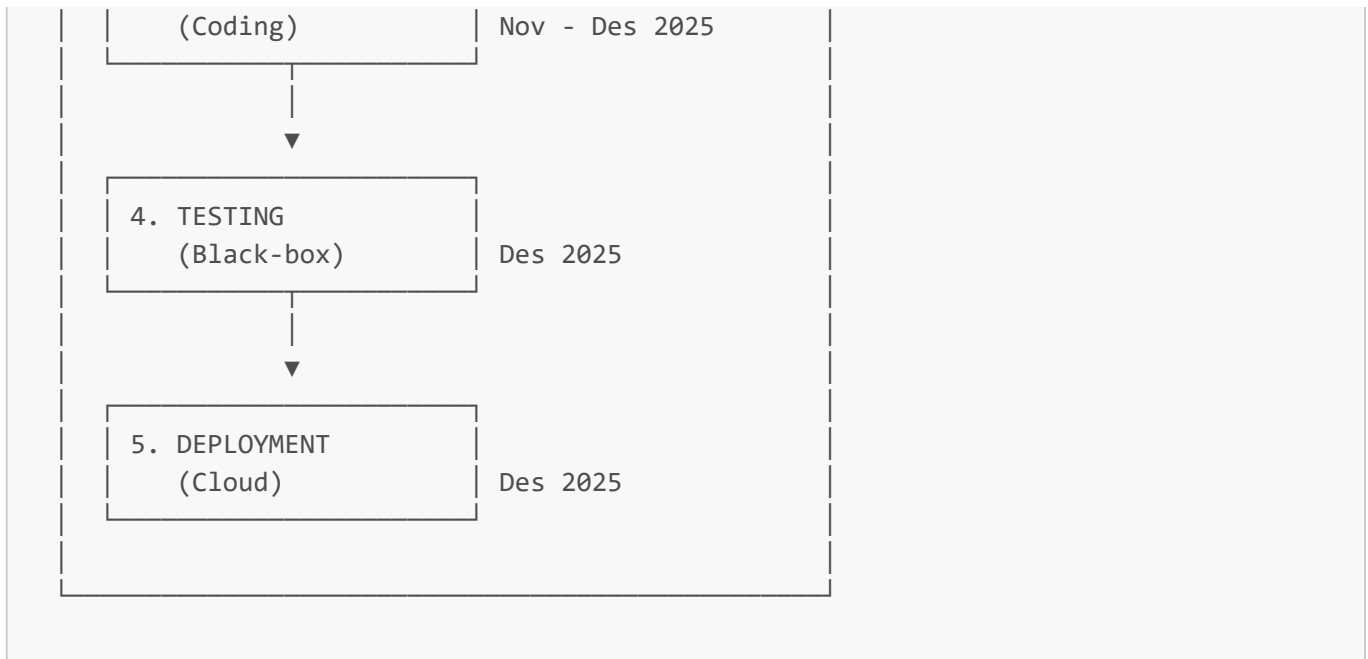 (Coding) Nov - Des 2025
4. TESTING
(Black-box) Des 2025
5. DEPLOYMENT
(Cloud) Des 2025